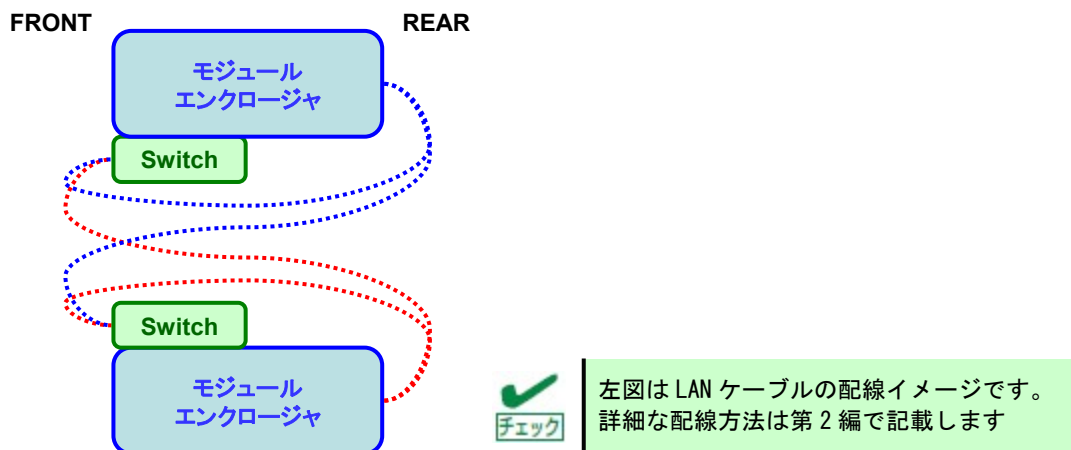 FRONT
REAR
モジュール
エンクロージャ
Switch
Switch
モジュール
エンクロージャ
チェック
左図は LAN ケーブルの配線イメージです。
詳細な配線方法は第 2 編で記載します